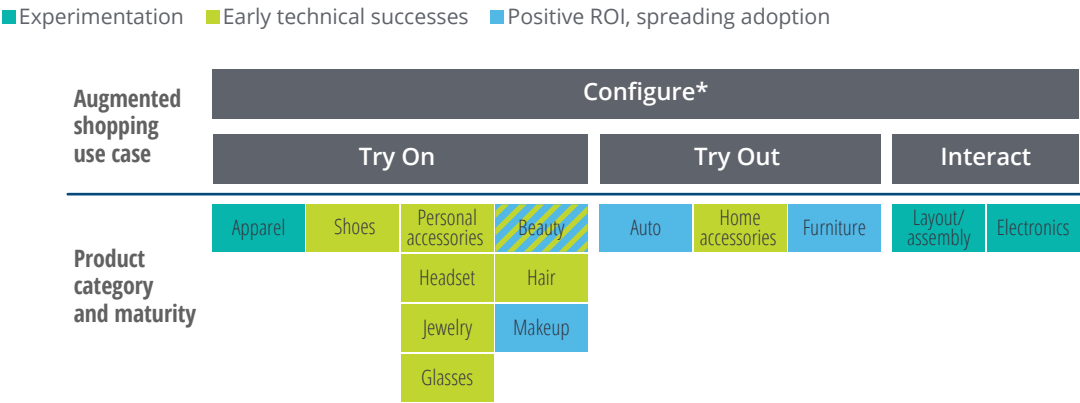 Experimentation Early technical successes Positive ROI, spreading adoption
Augmented
shopping
use case
Configure*
Try On Try Out Interact
Product
category
and maturity
Apparel Shoes Personal
accessories Beauty Auto Home
accessories Furniture Layout/
assembly Electronics
Headset Hair
Jewelry Makeup
Glasses